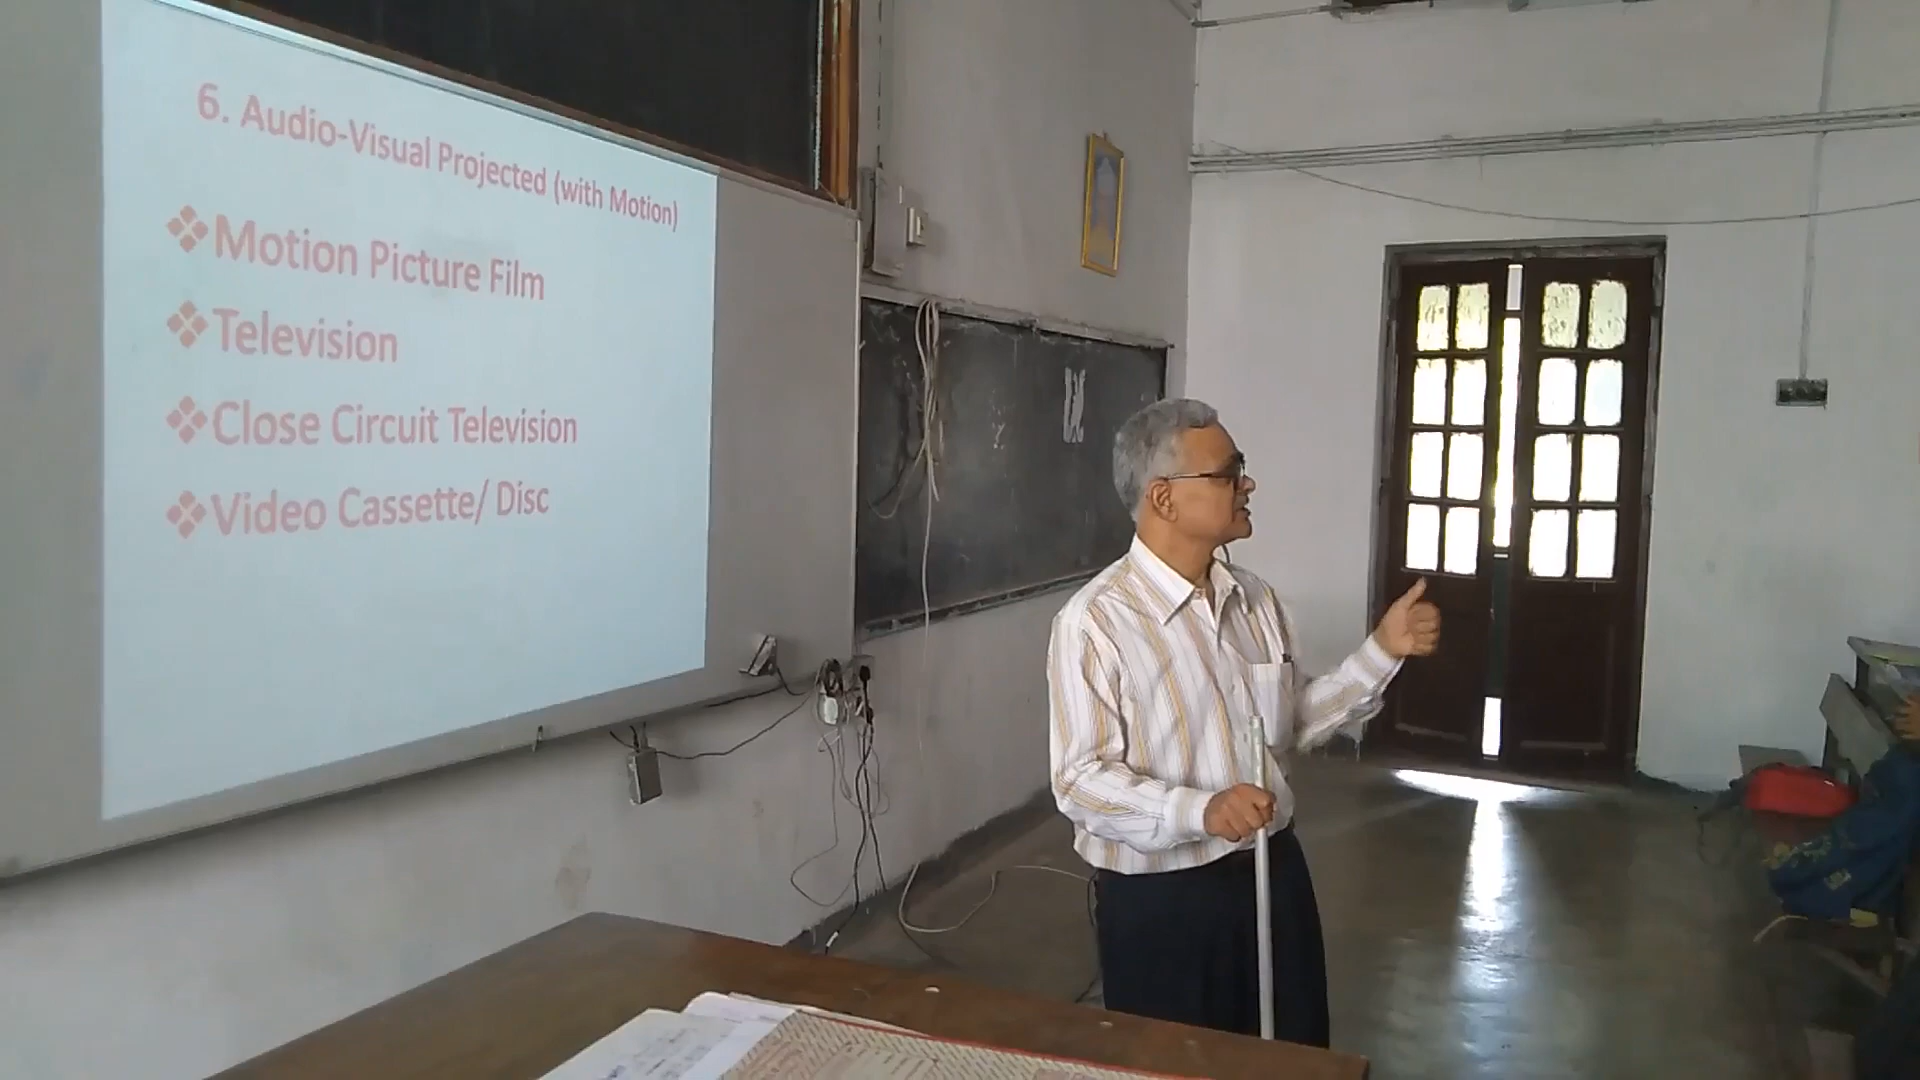 6. Audio-Visual Projected (with Motion)
❖Motion Picture Film
❖Television
❖Close Circuit Television
❖Video Cassette/ Disc